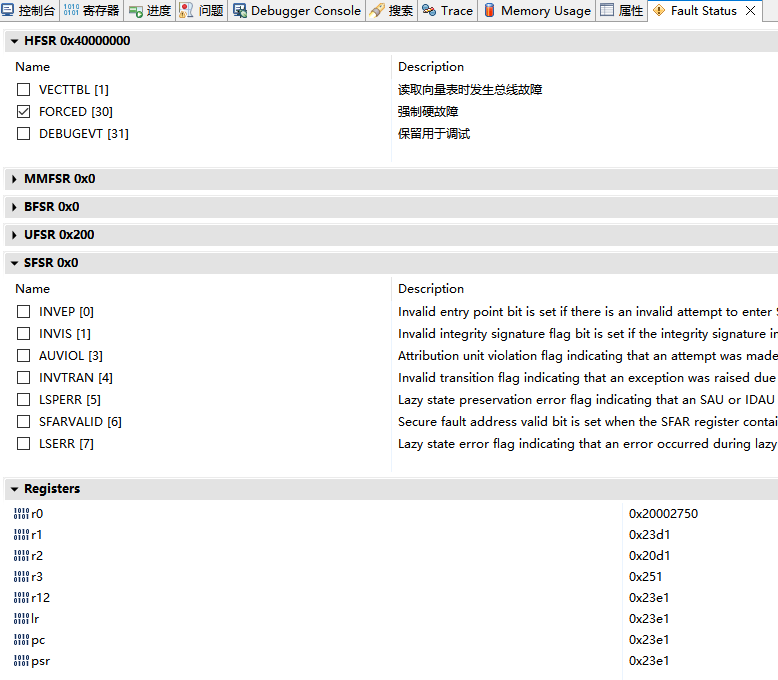 控制台 寄存器 进度 问题 Debugger Console 搜索 Trace Memory Usage 属性 Fault Status
HFSR 0x40000000
Name Description
VECTTBL [1] 读取向量表时发生总线故障
FORCED [30] 强制硬故障
DEBUGEVT [31] 保留用于调试
MMFSR 0x0
BFSR 0x0
UFSR 0x200
SFSR 0x0
Name Description
INVEP [0] Invalid entry point bit is set if there is an invalid attempt to enter
INVIS [1] Invalid integrity signature flag bit is set if the integrity signature in
AUVIOL [3] Attribution unit violation flag indicating that an attempt was made
INVTRAN [4] Invalid transition flag indicating that an exception was raised due
LSPERR [5] Lazy state preservation error flag indicating that an SAU or IDAU
SFARVALID [6] Secure fault address valid bit is set when the SFAR register contai
LSERR [7] Lazy state error flag indicating that an error occurred during lazy
Registers
r0 0x20002750
r1 0x23d1
r2 0x20d1
r3 0x251
r12 0x23e1
lr 0x23e1
pc 0x23e1
psr 0x23e1